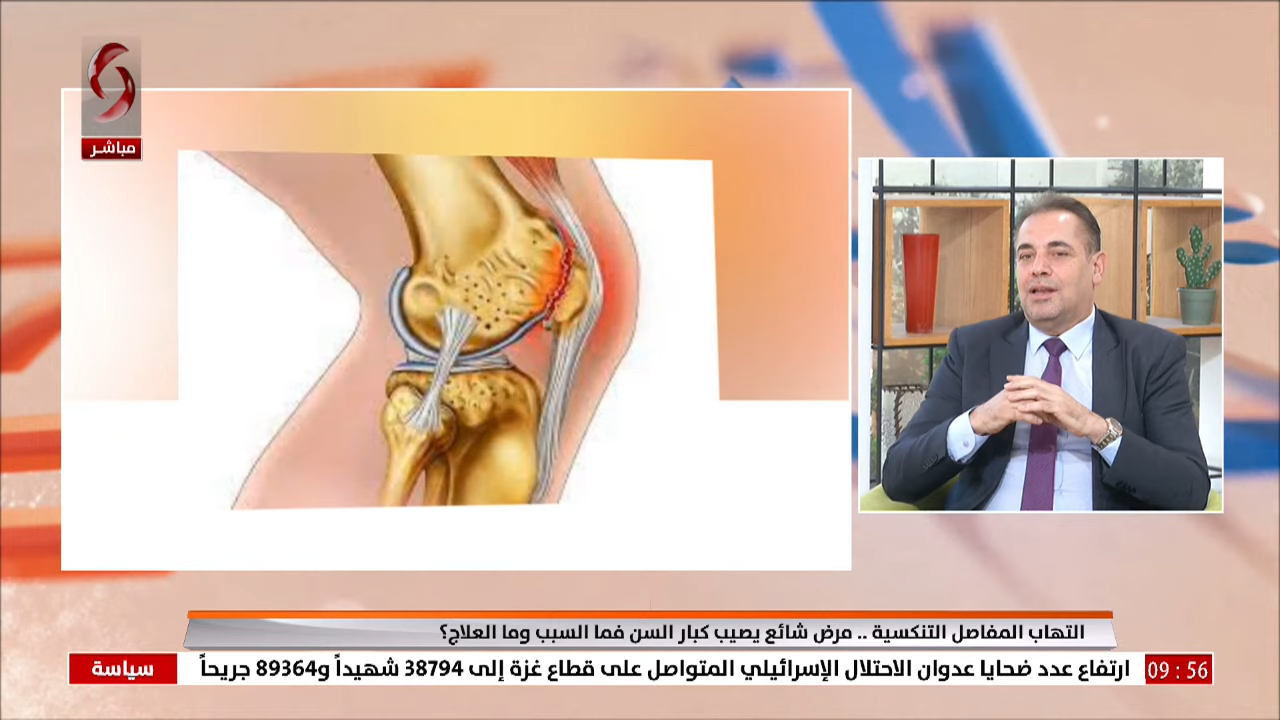 مباشر
التهاب المفاصل التنكسية .. مرض شائع يصيب كبار السن فما السبب وما العلاج؟
09 : 56 ارتفاع عدد ضحايا عدوان الاحتلال الإسرائيلي المتواصل على قطاع غزة إلى 38794 شهيداً و89364 جريحاً سياسة